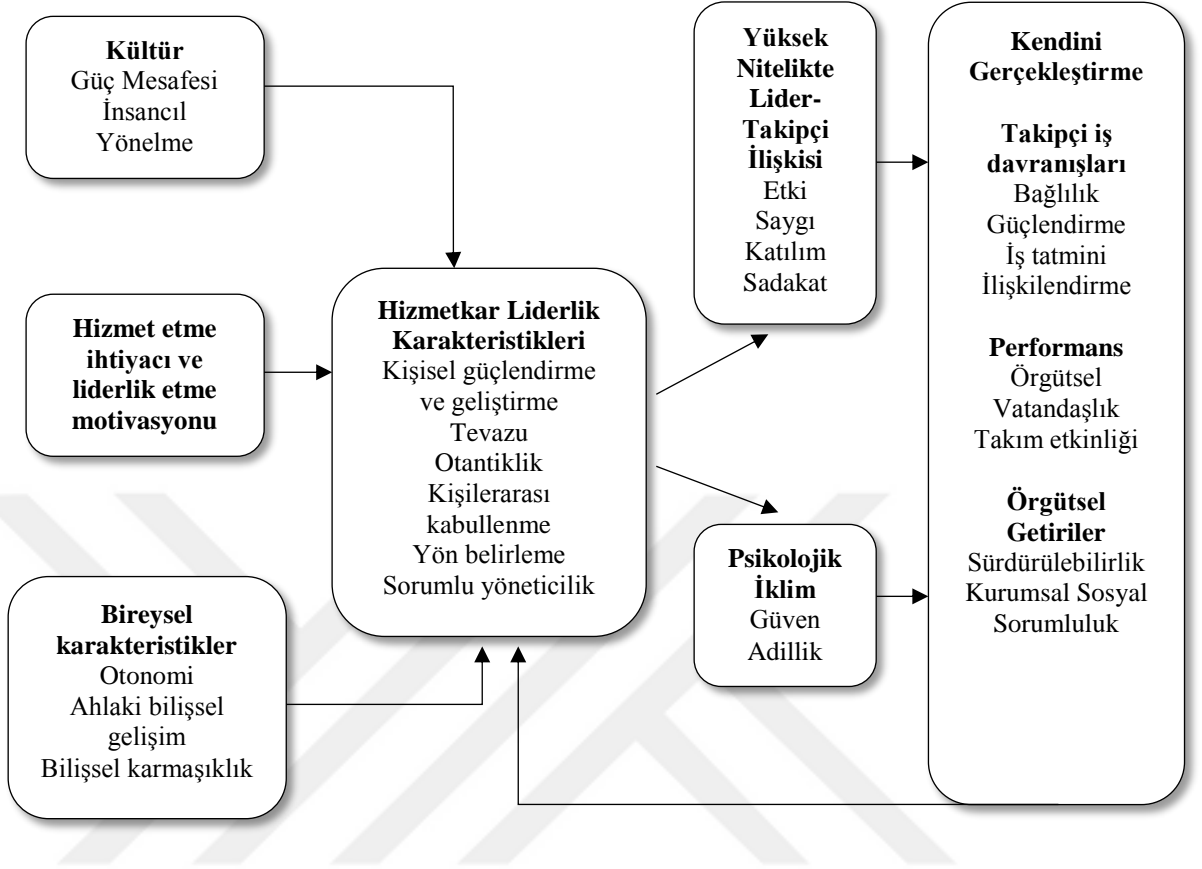 Kültür
Güç Mesafesi
İnsancıl
Yönelme
Hizmet etme
ihtiyacı ve
liderlik etme
motivasyonu
Bireysel
karakteristikler
Otonomi
Ahlaki bilişsel
gelişim
Bilişsel karmaşıklık
Hizmetkar Liderlik
Karakteristikleri
Kişisel güçlendirme
ve geliştirme
Tevazu
Otantiklik
Kişilerarası
kabullenme
Yön belirleme
Sorumlu yöneticilik
Yüksek
Nitelikte
Lider-
Takipçi
İlişkisi
Etki
Saygı
Katılım
Sadakat
Psikolojik
İklim
Güven
Adillik
Kendini
Gerçekleştirme
Takipçi iş
davranışları
Bağlılık
Güçlendirme
İş tatmini
İlişkilendirme
Performans
Örgütsel
Vatandaşlık
Takım etkinliği
Örgütsel
Getiriler
Sürdürülebilirlik
Kurumsal Sosyal
Sorumluluk